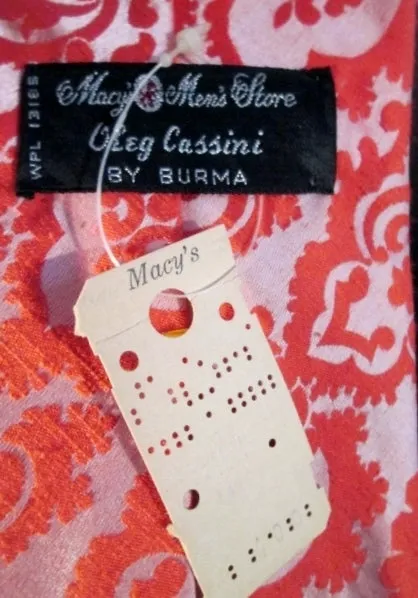 Macy's Men's Store
Oleg Cassini
BY BURMA
WPL 13165
Macy's